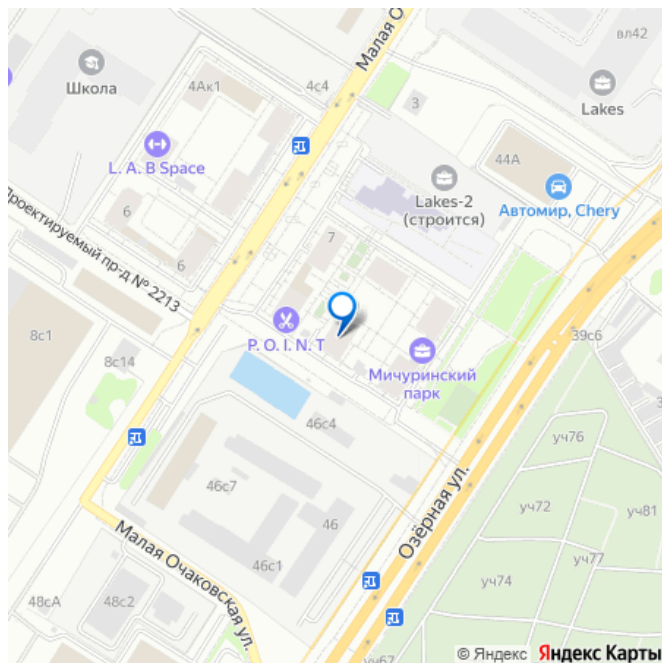 вл42
Школа
4Ак1
4с4
Малая О
3
Lakes
L. A. B Space
44А
Lakes-2
(строится)
Автомир, Chery
Проектируемый пр-д № 2213
6
6
7
8с1
8с14
P. O. I. N. T
Мичуринский
парк
39с6
46с4
уч76
46с7
46
уч72
уч81
Озёрная ул.
46с1
уч77
уч74
Малая Очаковская ул.
48сА
48с2
уч67
© Яндекс Яндекс Карты